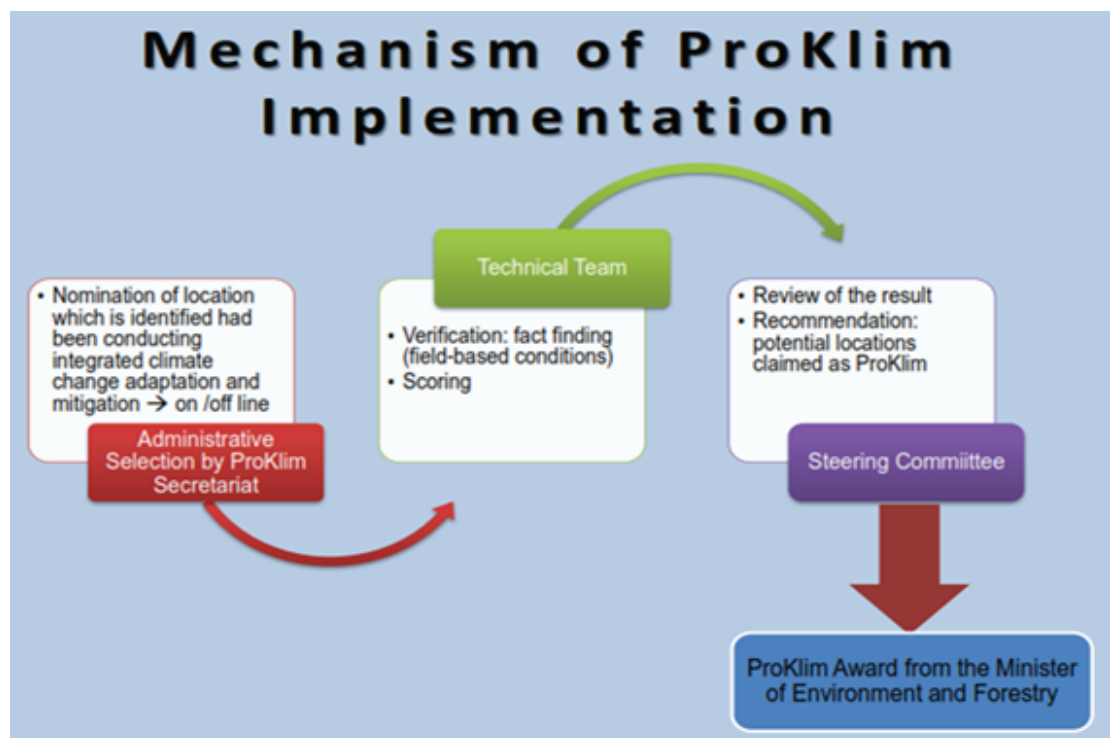 Mechanism of ProKlim
Implementation
• Nomination of location
which is identified had
been conducting
integrated climate
change adaptation and
mitigation → on /off line
Administrative
Selection by ProKlim
Secretariat
Technical Team
• Verification: fact finding
(field-based conditions)
• Scoring
• Review of the result
• Recommendation:
potential locations
claimed as ProKlim
Steering Commiittee
ProKlim Award from the Minister
of Environment and Forestry